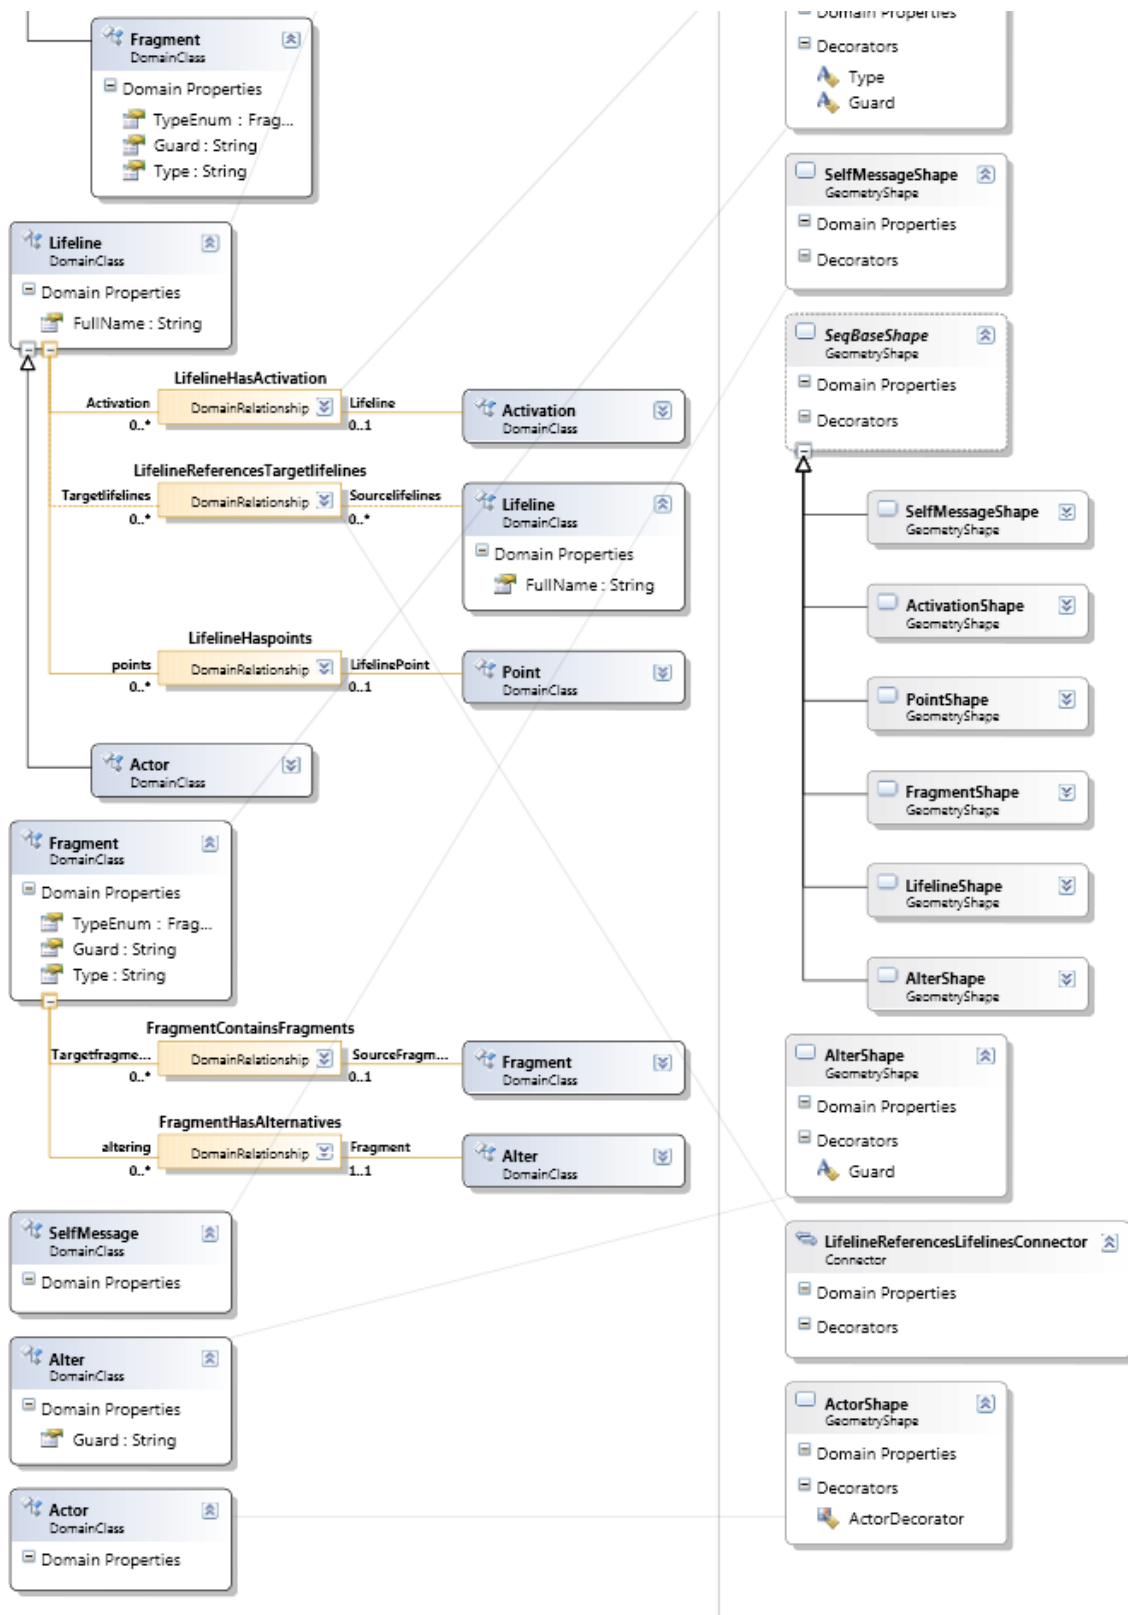 Fragment
DomainClass
Domain Properties
TypeEnum : Frag...
Guard : String
Type : String
Lifeline
DomainClass
Domain Properties
FullName : String
LifelineHasActivation
Activation
DomainRelationship
Lifeline
0..*
0..1
Activation
DomainClass
LifelineReferencesTargetlifelines
Targetlifelines
DomainRelationship
Sourcelifelines
0..*
0..*
Lifeline
DomainClass
Domain Properties
FullName : String
LifelineHaspoints
points
DomainRelationship
LifelinePoint
0..*
0..1
Point
DomainClass
Actor
DomainClass
Fragment
DomainClass
Domain Properties
TypeEnum : Frag...
Guard : String
Type : String
FragmentContainsFragments
Targetfragme...
DomainRelationship
SourceFragm...
0..*
0..1
Fragment
DomainClass
FragmentHasAlternatives
altering
DomainRelationship
Fragment
0..*
1..1
Alter
DomainClass
SelfMessage
DomainClass
Domain Properties
Alter
DomainClass
Domain Properties
Guard : String
Actor
DomainClass
Domain Properties
Domain Properties
Decorators
Type
Guard
SelfMessageShape
GeometryShape
Domain Properties
Decorators
SeqBaseShape
GeometryShape
Domain Properties
Decorators
SelfMessageShape
GeometryShape
ActivationShape
GeometryShape
PointShape
GeometryShape
FragmentShape
GeometryShape
LifelineShape
GeometryShape
AlterShape
GeometryShape
AlterShape
GeometryShape
Domain Properties
Decorators
Guard
LifelineReferencesLifelinesConnector
Connector
Domain Properties
Decorators
ActorShape
GeometryShape
Domain Properties
Decorators
ActorDecorator